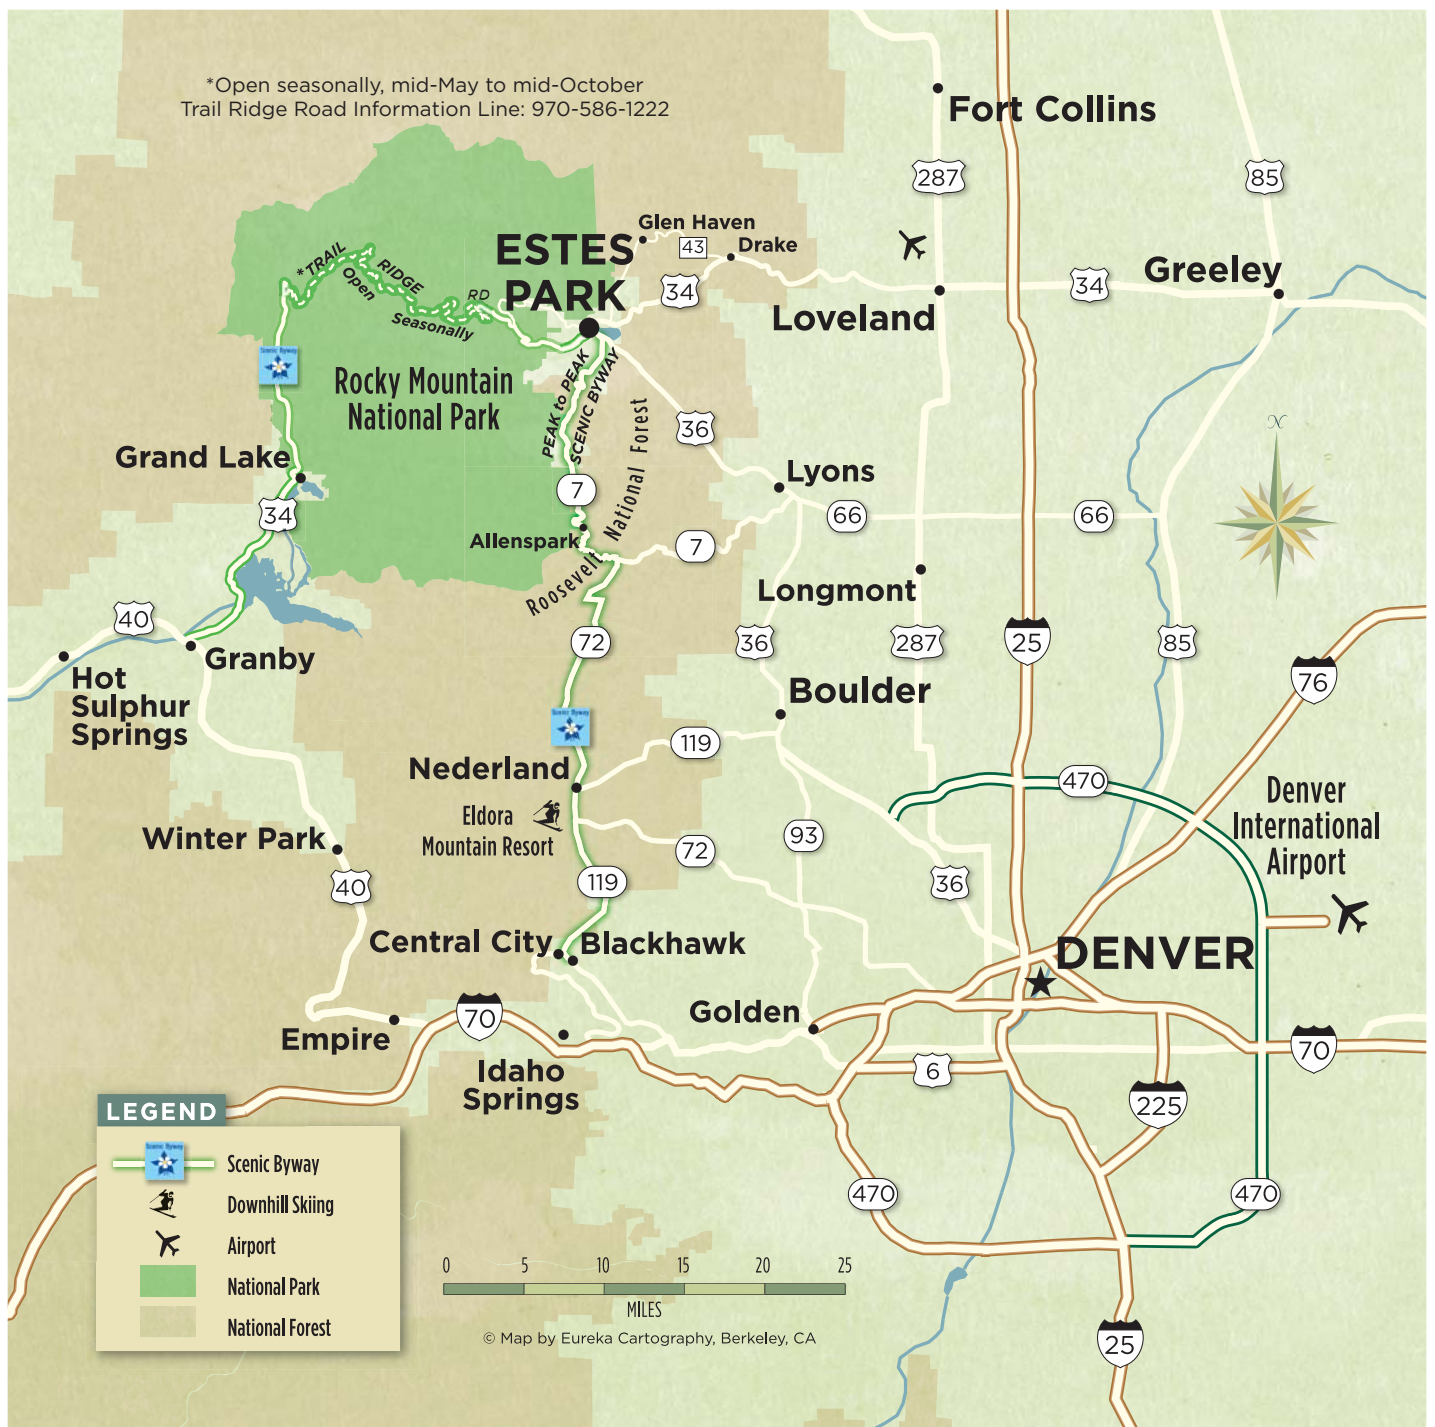 *Open seasonally, mid-May to mid-October
Trail Ridge Road Information Line: 970-586-1222
Fort Collins
287
85
Glen Haven
43
Drake
ESTES
PARK
34
Loveland
34
Greeley
*TRAIL
RIDGE
RD
Open
Seasonally
Scenic Byway
Rocky Mountain
National Park
PEAK to PEAK
SCENIC BYWAY
Roosevelt National Forest
36
N
Grand Lake
34
7
Lyons
66
66
Allenspark
7
Longmont
40
Granby
Hot
Sulphur
Springs
72
36
287
25
85
76
Boulder
Scenic Byway
119
Nederland
Eldora
Mountain Resort
470
Denver
International
Airport
Winter Park
40
72
93
119
36
Central City
Blackhawk
DENVER
Golden
70
Empire
Idaho
Springs
6
70
225
470
470
25
LEGEND
Scenic Byway
Scenic Byway
Downhill Skiing
Airport
National Park
National Forest
0 5 10 15 20 25
MILES
© Map by Eureka Cartography, Berkeley, CA